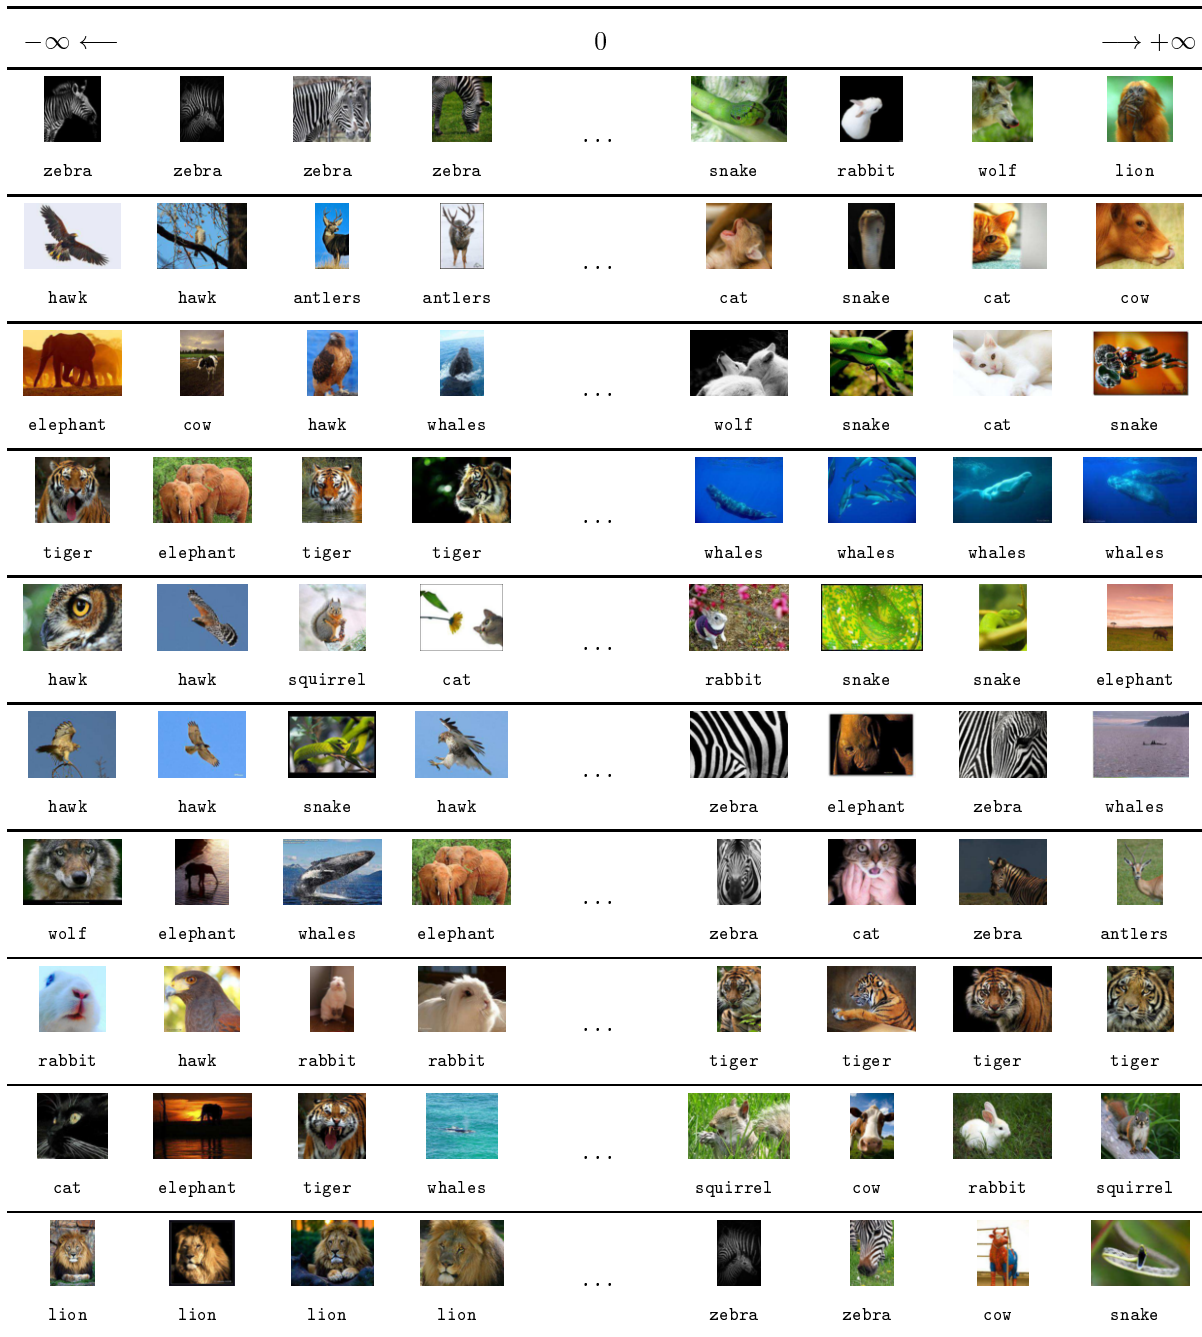 −∞ ⟵ 0 ⟶ +∞
zebra zebra zebra zebra ... snake rabbit wolf lion
hawk hawk antlers antlers ... cat snake cat cow
elephant cow hawk whales ... wolf snake cat snake
tiger elephant tiger tiger ... whales whales whales whales
hawk hawk squirrel cat ... rabbit snake snake elephant
hawk hawk snake hawk ... zebra elephant zebra whales
wolf elephant whales elephant ... zebra cat zebra antlers
rabbit hawk rabbit rabbit ... tiger tiger tiger tiger
cat elephant tiger whales ... squirrel cow rabbit squirrel
lion lion lion lion ... zebra zebra cow snake